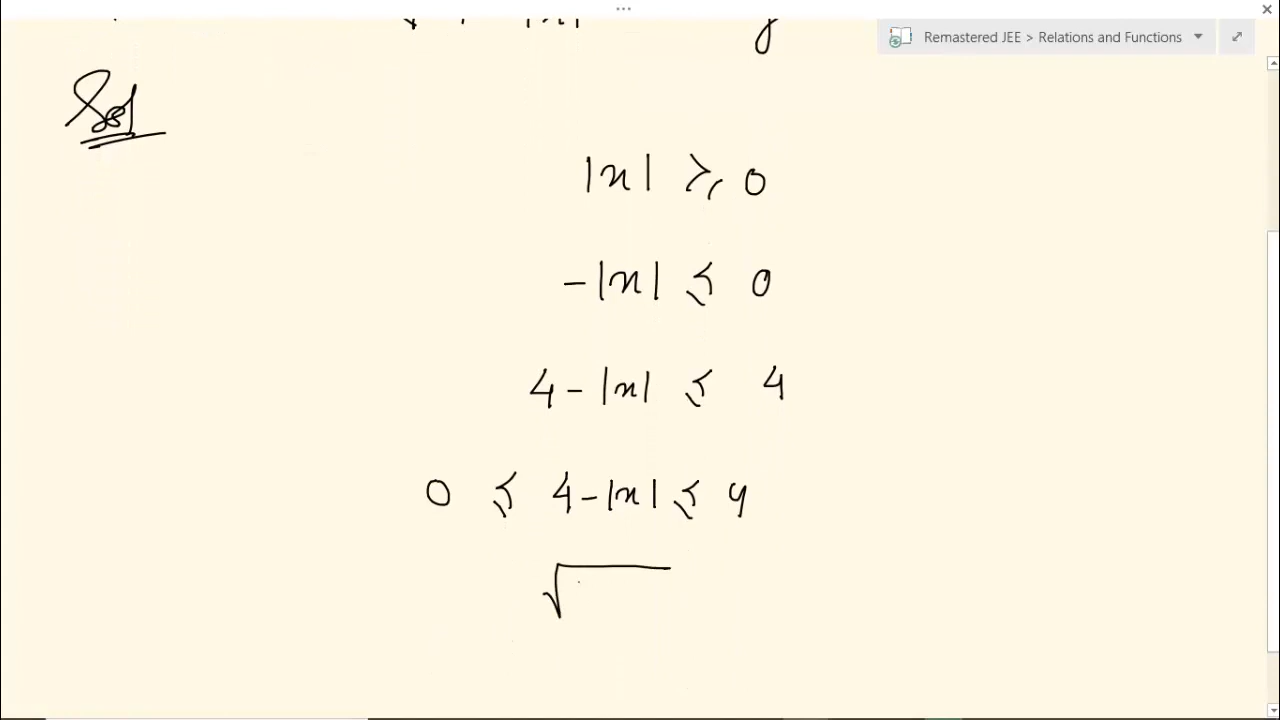 Remastered JEE > Relations and Functions
Sol
|x| ⩾ 0
-|x| ⩽ 0
4-|x| ⩽ 4
0 ⩽ 4-|x| ⩽ 4
√